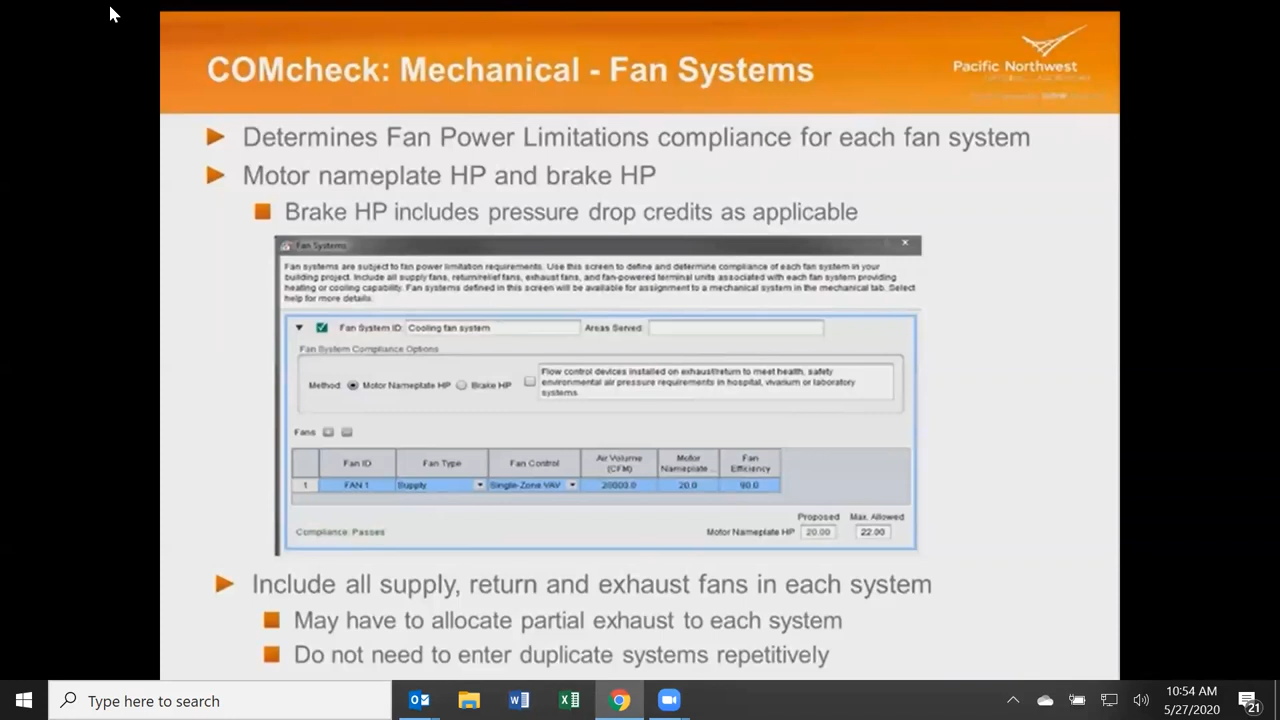 COMcheck: Mechanical - Fan Systems
Pacific Northwest
Determines Fan Power Limitations compliance for each fan system
Motor nameplate HP and brake HP
Brake HP includes pressure drop credits as applicable
Fan Systems
Fan systems are subject to fan power limitation requirements. Use this screen to define and determine compliance of each fan system in your
building project. Include all supply fans, return/relief fans, exhaust fans, and fan-powered terminal units associated with each fan system providing
heating or cooling capability. Fan systems defined in this screen will be available for assignment to a mechanical system in the mechanical tab. Select
help for more details.
Fan System ID: Cooling fan system Areas Served:
Fan System Compliance Options
Method: Motor Nameplate HP Brake HP
Flow control devices installed on exhaust/return to meet health, safety
environmental air pressure requirements in hospital, vivarium or laboratory
systems
Fans
Fan ID Fan Type Fan Control Air Volume (CFM) Motor Nameplate ... Fan Efficiency
1 FAN 1 Supply Single-Zone VAV 20000.0 20.0 90.0
Proposed Max. Allowed
Compliance Passes Motor Nameplate HP 20.00 22.00
Include all supply, return and exhaust fans in each system
May have to allocate partial exhaust to each system
Do not need to enter duplicate systems repetitively
Type here to search
10:54 AM
5/27/2020
21